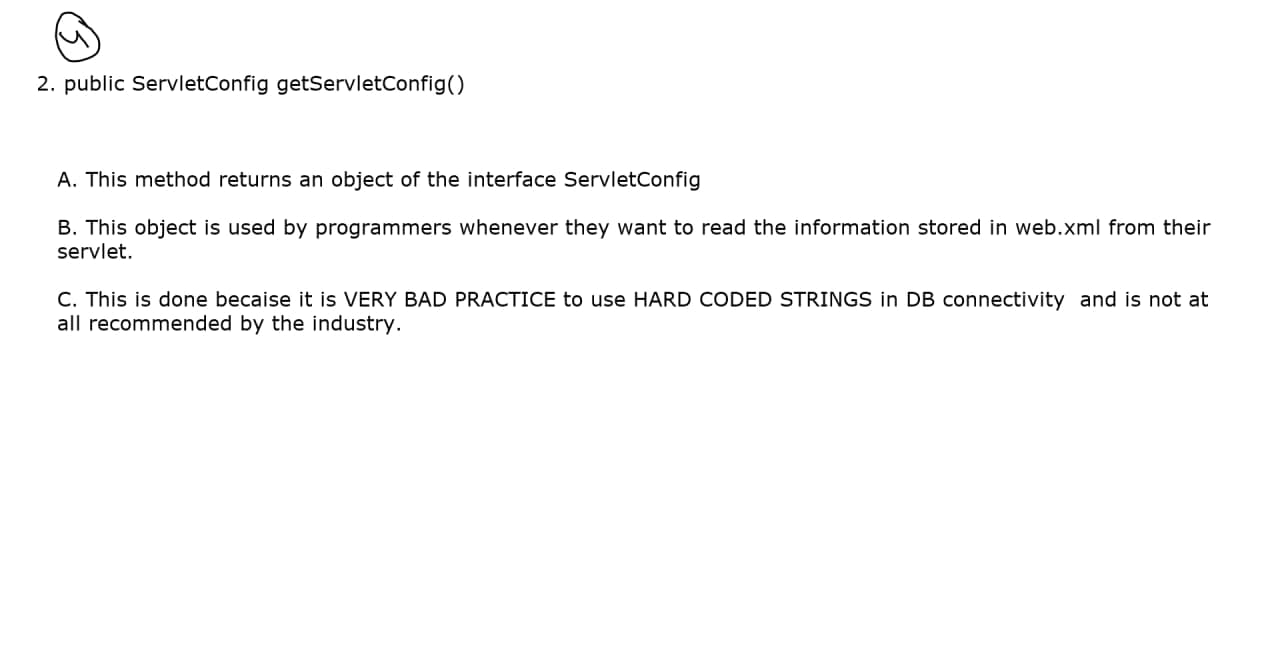 4
2. public ServletConfig getServletConfig()
A. This method returns an object of the interface ServletConfig
B. This object is used by programmers whenever they want to read the information stored in web.xml from their
servlet.
C. This is done becaise it is VERY BAD PRACTICE to use HARD CODED STRINGS in DB connectivity  and is not at
all recommended by the industry.